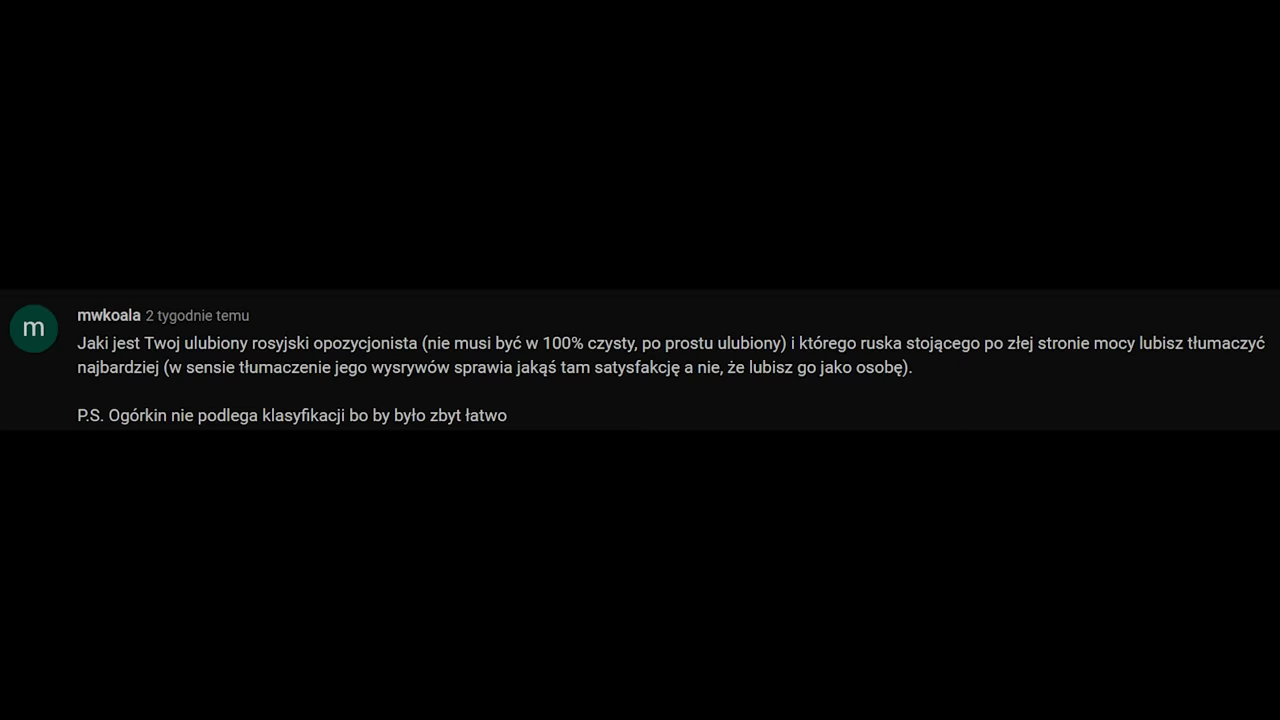 m
mwkoala 2 tygodnie temu
Jaki jest Twoj ulubiony rosyjski opozycjonista (nie musi być w 100% czysty, po prostu ulubiony) i którego ruska stojącego po złej stronie mocy lubisz tłumaczyć
najbardziej (w sensie tłumaczenie jego wysrywów sprawia jakąś tam satysfakcję a nie, że lubisz go jako osobę).
P.S. Ogórkin nie podlega klasyfikacji bo by było zbyt łatwo